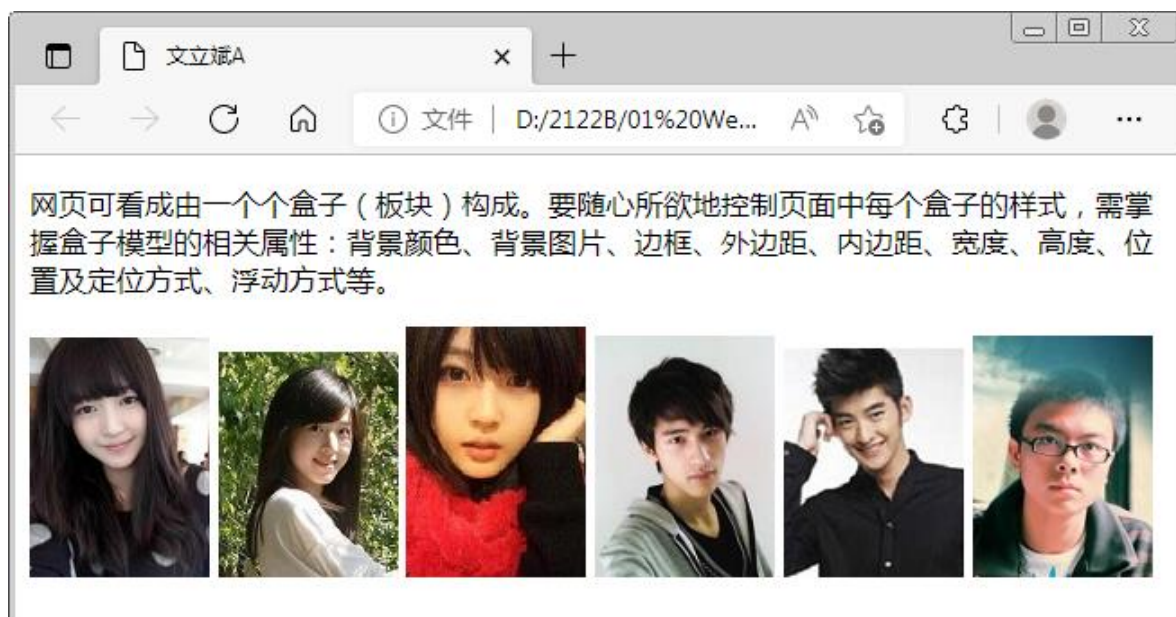 文立斌A
文件 D:/2122B/01%20We...
网页可看成由一个个盒子（板块）构成。要随心所欲地控制页面中每个盒子的样式，需掌
握盒子模型的相关属性：背景颜色、背景图片、边框、外边距、内边距、宽度、高度、位
置及定位方式、浮动方式等。